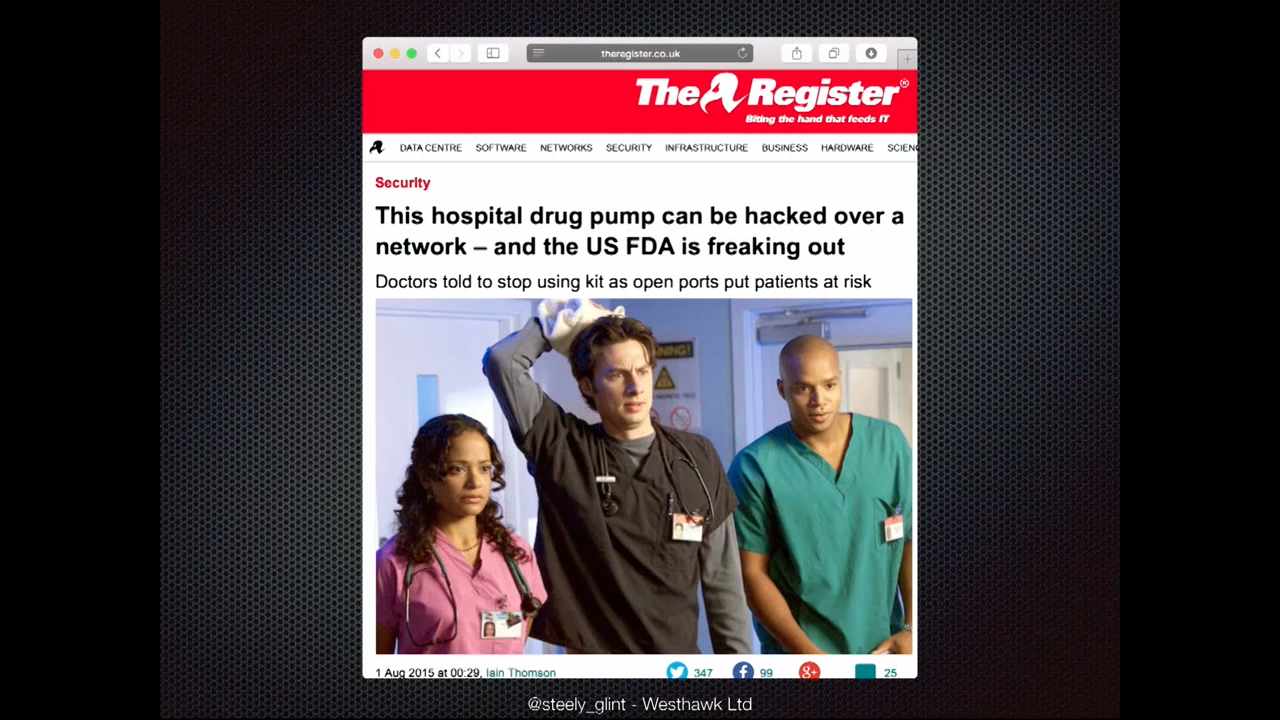 theregister.co.uk
The Register®
Biting the hand that feeds IT
DATA CENTRE SOFTWARE NETWORKS SECURITY INFRASTRUCTURE BUSINESS HARDWARE SCIENC
Security
This hospital drug pump can be hacked over a
network – and the US FDA is freaking out
Doctors told to stop using kit as open ports put patients at risk
1 Aug 2015 at 00:29, Iain Thomson 347 99 g+ 25
@steely_glint - Westhawk Ltd